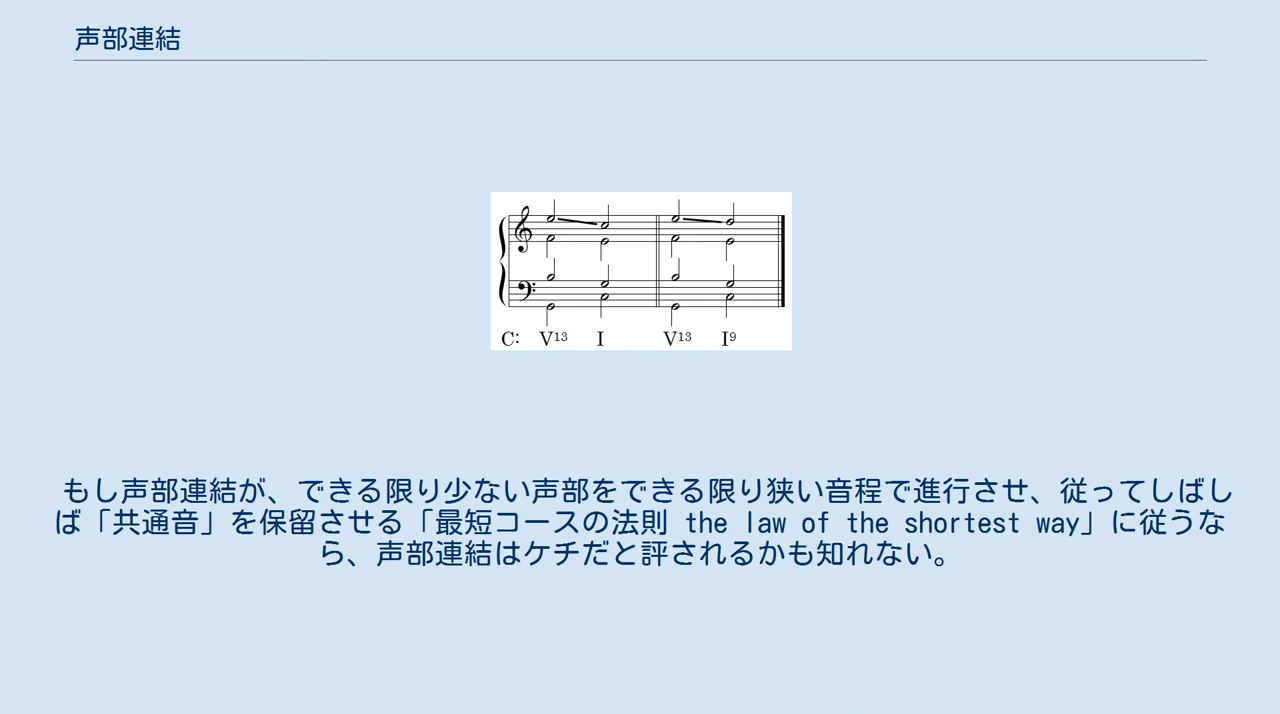 声部連結
C: V13 I V13 I9
もし声部連結が、できる限り少ない声部をできる限り狭い音程で進行させ、従ってしばし
ば「共通音」を保留させる「最短コースの法則 the law of the shortest way」に従うな
ら、声部連結はケチだと評されるかも知れない。